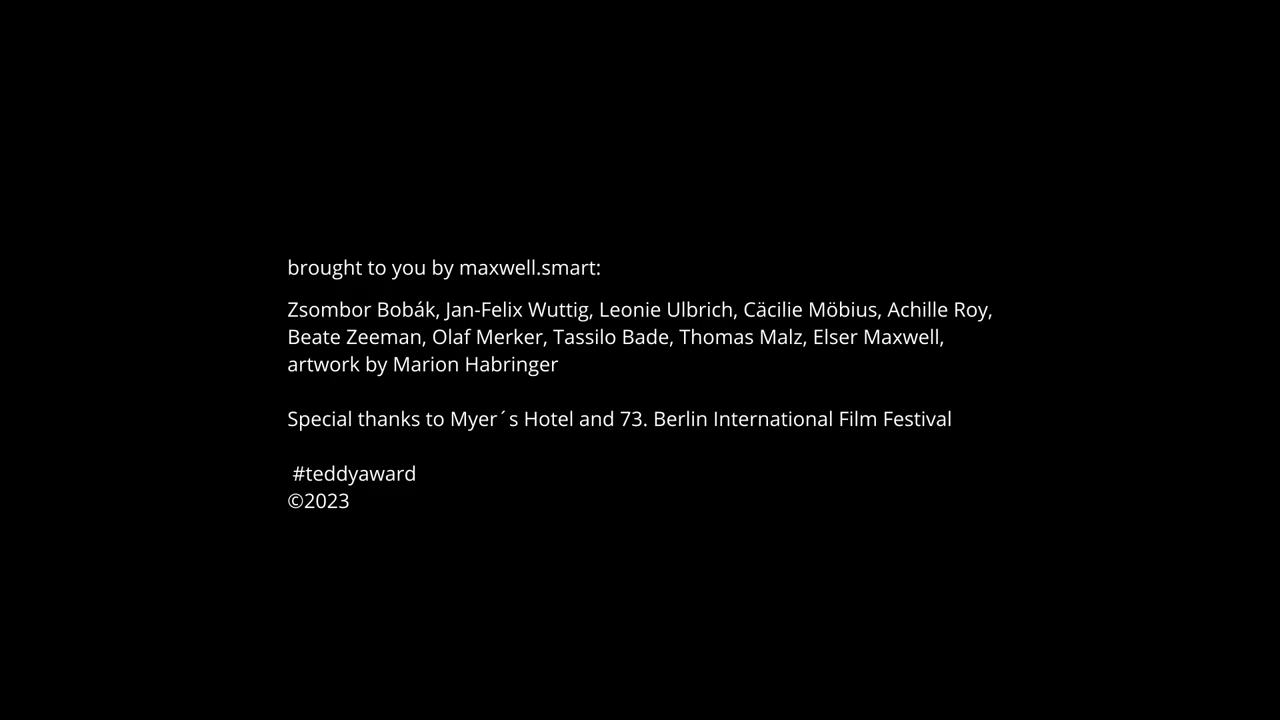 brought to you by maxwell.smart:
Zsombor Bobák, Jan-Felix Wuttig, Leonie Ulbrich, Cäcilie Möbius, Achille Roy,
Beate Zeeman, Olaf Merker, Tassilo Bade, Thomas Malz, Elser Maxwell,
artwork by Marion Habringer
Special thanks to Myer´s Hotel and 73. Berlin International Film Festival
#teddyaward
©2023